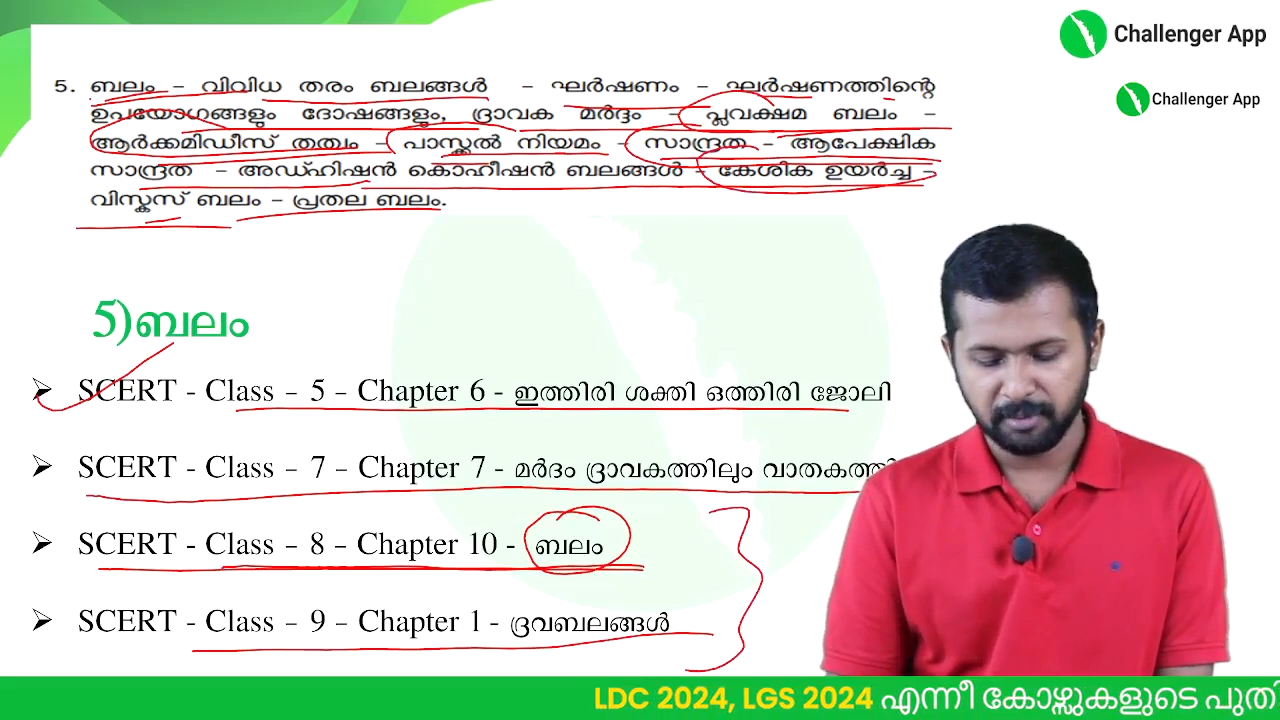 Challenger App
Challenger App
5. ബലം – വിവിധ തരം ബലങ്ങൾ – ഘർഷണം – ഘർഷണത്തിന്റെ
ഉപയോഗങ്ങളും ദോഷങ്ങളും, ദ്രാവക മർദ്ദം – പ്ലവക്ഷമ ബലം –
ആർക്കമിഡീസ് തത്വം – പാസ്കൽ നിയമം – സാന്ദ്രത – ആപേക്ഷിക
സാന്ദ്രത – അഡ്ഹിഷൻ കൊഹീഷൻ ബലങ്ങൾ – കേശിക ഉയർച്ച –
വിസ്കസ് ബലം – പ്രതല ബലം.
5)ബലം
➢ SCERT - Class – 5 – Chapter 6 - ഇത്തിരി ശക്തി ഒത്തിരി ജോലി
➢ SCERT - Class – 7 – Chapter 7 - മർദം ദ്രാവകത്തിലും വാതകത്തി
➢ SCERT - Class – 8 – Chapter 10 - ബലം
➢ SCERT - Class – 9 – Chapter 1 - ദ്രവബലങ്ങൾ
LDC 2024, LGS 2024 എന്നീ കോഴ്സുകളുടെ പുതി